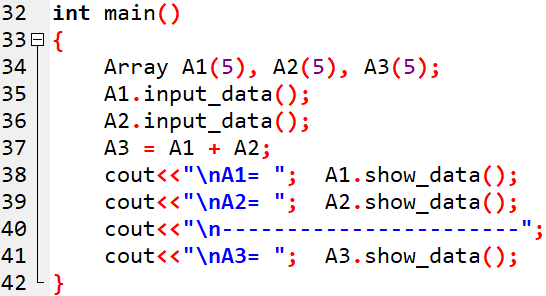 32 int main()
33 {
34 Array A1(5), A2(5), A3(5);
35 A1.input_data();
36 A2.input_data();
37 A3 = A1 + A2;
38 cout<<"\nA1= "; A1.show_data();
39 cout<<"\nA2= "; A2.show_data();
40 cout<<"\n-----------------------";
41 cout<<"\nA3= "; A3.show_data();
42 }